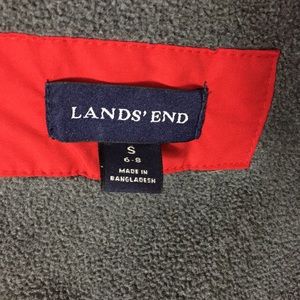 LANDS' END
S
6-8
MADE IN
BANGLADESH